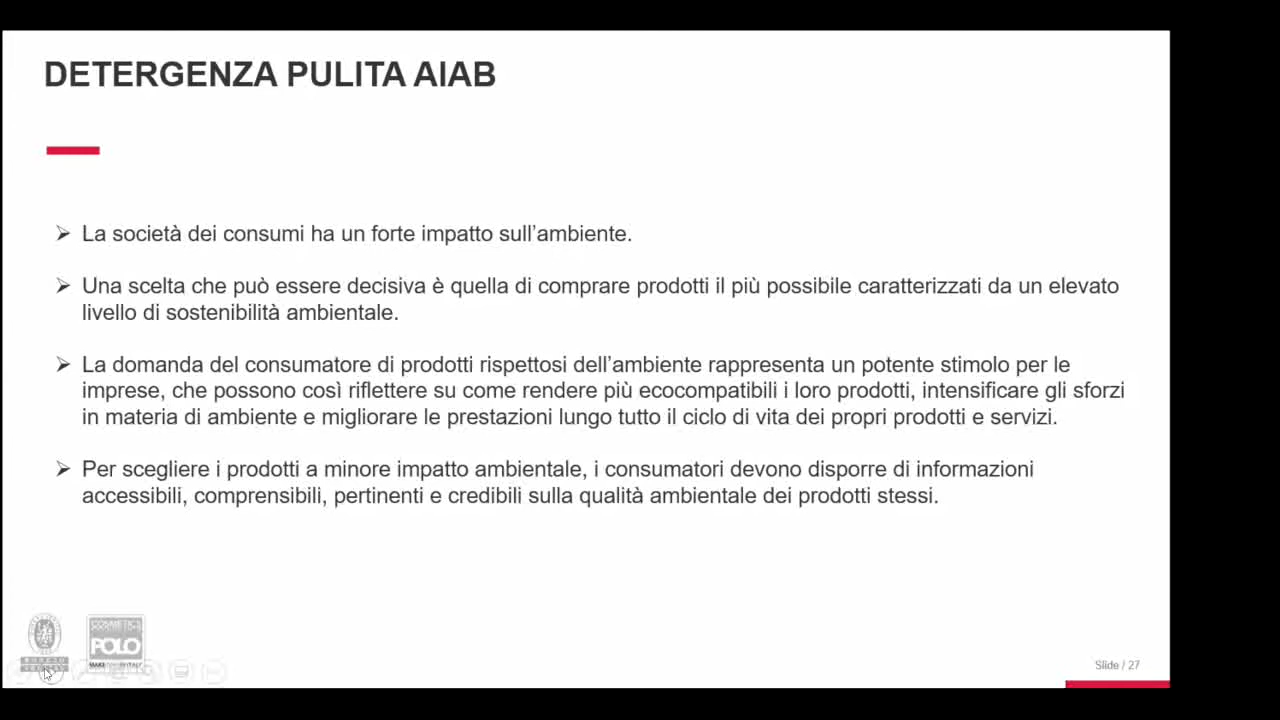 DETERGENZA PULITA AIAB
➢ La società dei consumi ha un forte impatto sull’ambiente.
➢ Una scelta che può essere decisiva è quella di comprare prodotti il più possibile caratterizzati da un elevato
livello di sostenibilità ambientale.
➢ La domanda del consumatore di prodotti rispettosi dell’ambiente rappresenta un potente stimolo per le
imprese, che possono così riflettere su come rendere più ecocompatibili i loro prodotti, intensificare gli sforzi
in materia di ambiente e migliorare le prestazioni lungo tutto il ciclo di vita dei propri prodotti e servizi.
➢ Per scegliere i prodotti a minore impatto ambientale, i consumatori devono disporre di informazioni
accessibili, comprensibili, pertinenti e credibili sulla qualità ambientale dei prodotti stessi.
COSMETICS
POLO
Slide / 27